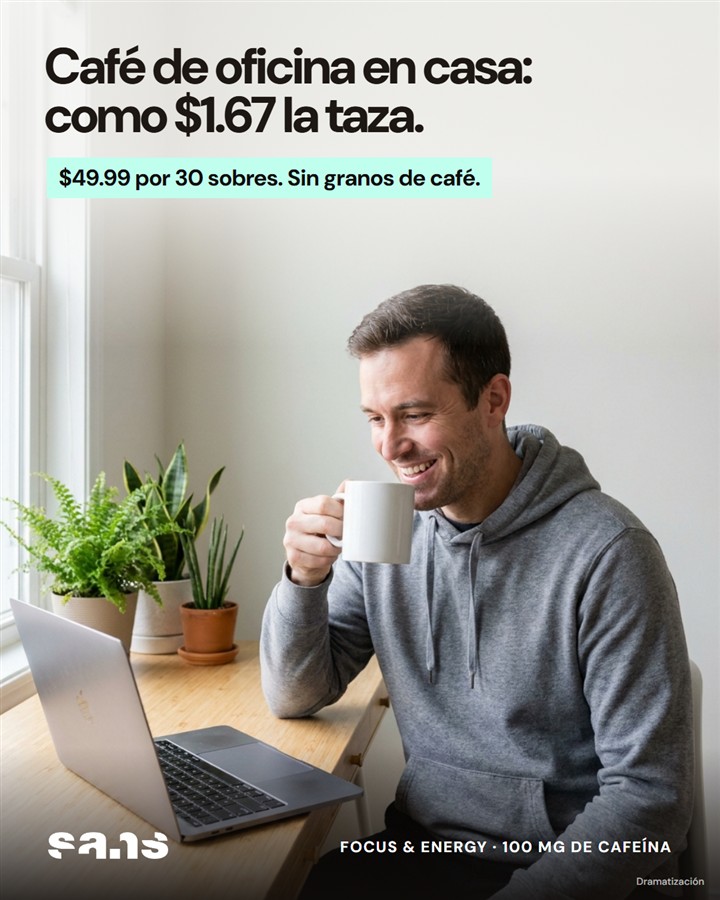 Café de oficina en casa:
como $1.67 la taza.
$49.99 por 30 sobres. Sin granos de café.
sans
FOCUS & ENERGY · 100 MG DE CAFEÍNA
Dramatización